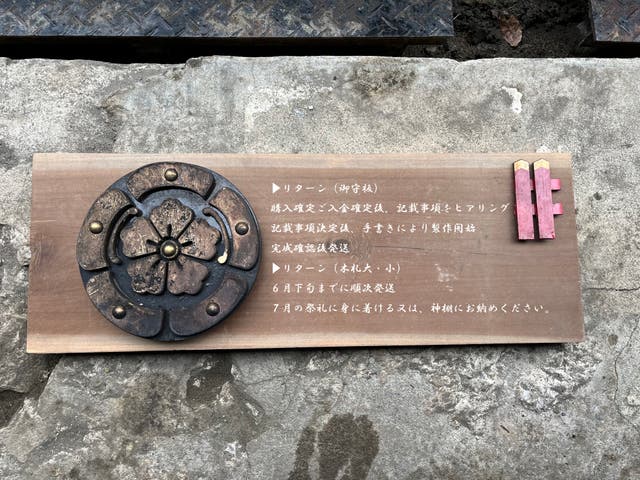 ▶リターン（御守板）
購入確定ご入金確定後、記載事項をヒアリング
記載事項決定後、手書きにより製作開始
完成確認後発送
▶リターン（木札大・小）
6月下旬までに順次発送
7月の祭礼に身に着ける又は、神棚にお納めください。